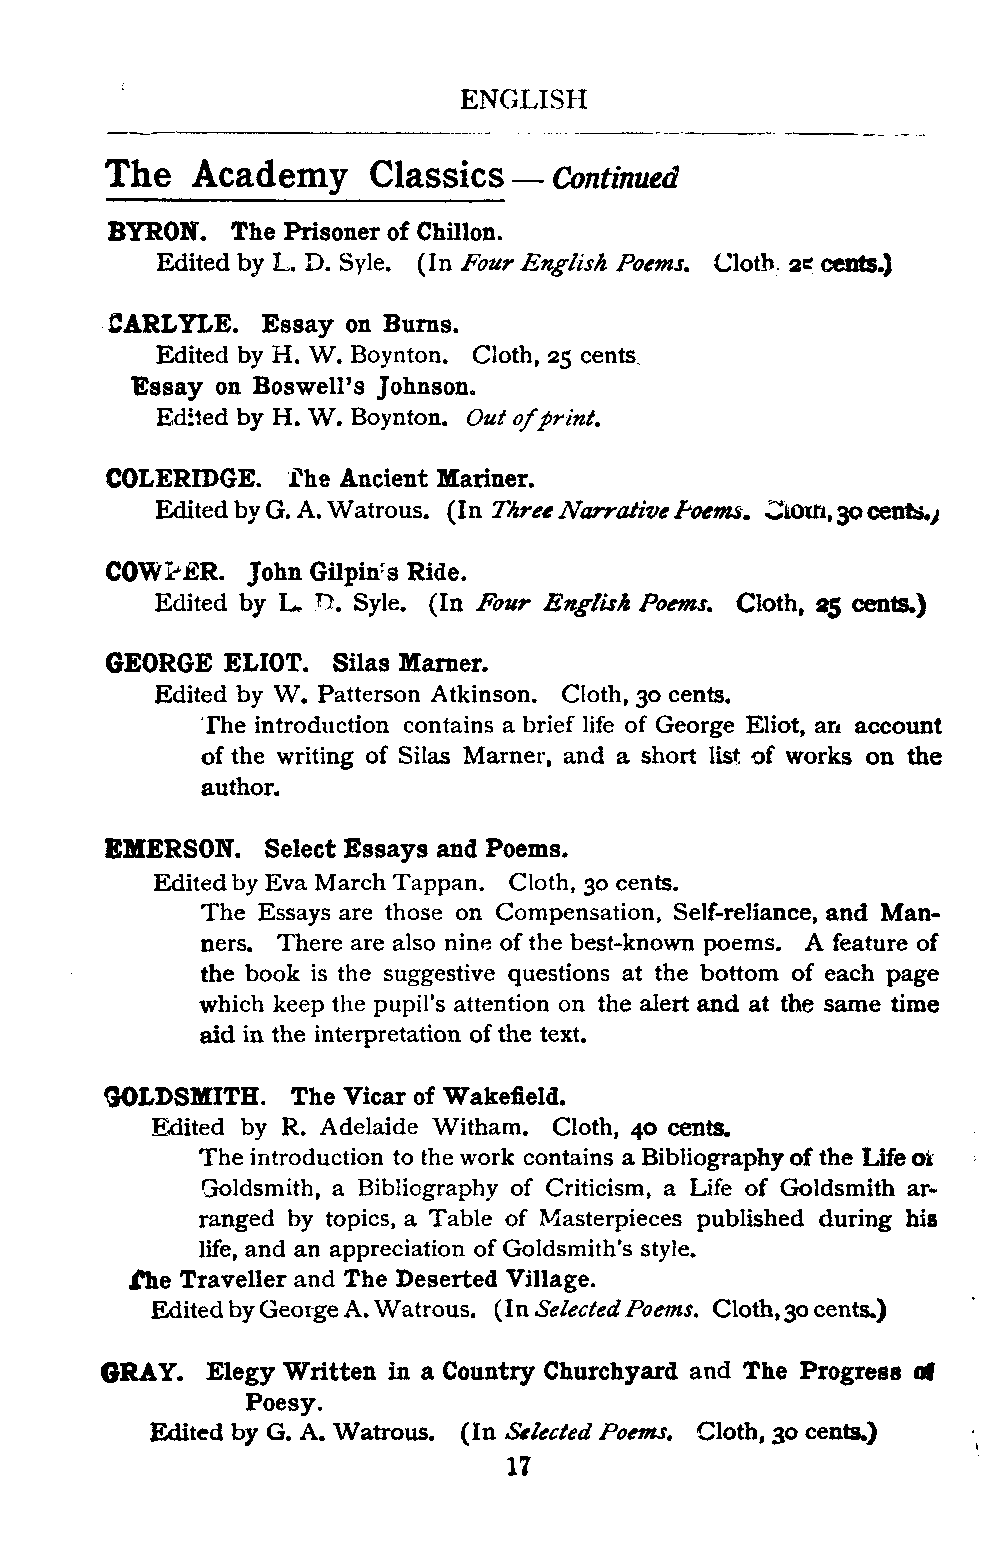 ENGLISH
The Academy Classics — Continued
BYRON. The Prisoner of Chillon.
Edited by L. D. Syle. (In Four English Poems. Cloth. 25 cents.)
CARLYLE. Essay on Burns.
Edited by H. W. Boynton. Cloth, 25 cents.
Essay on Boswell's Johnson.
Edited by H. W. Boynton. Out of print.
COLERIDGE. The Ancient Mariner.
Edited by G. A. Watrous. (In Three Narrative Poems. Cloth, 30 cents.)
COWPER. John Gilpin's Ride.
Edited by L. D. Syle. (In Four English Poems. Cloth, 25 cents.)
GEORGE ELIOT. Silas Marner.
Edited by W. Patterson Atkinson. Cloth, 30 cents.
The introduction contains a brief life of George Eliot, an account
of the writing of Silas Marner, and a short list of works on the
author.
EMERSON. Select Essays and Poems.
Edited by Eva March Tappan. Cloth, 30 cents.
The Essays are those on Compensation, Self-reliance, and Man-
ners. There are also nine of the best-known poems. A feature of
the book is the suggestive questions at the bottom of each page
which keep the pupil's attention on the alert and at the same time
aid in the interpretation of the text.
GOLDSMITH. The Vicar of Wakefield.
Edited by R. Adelaide Witham. Cloth, 40 cents.
The introduction to the work contains a Bibliography of the Life of
Goldsmith, a Bibliography of Criticism, a Life of Goldsmith ar-
ranged by topics, a Table of Masterpieces published during his
life, and an appreciation of Goldsmith's style.
The Traveller and The Deserted Village.
Edited by George A. Watrous. (In Selected Poems. Cloth, 30 cents.)
GRAY. Elegy Written in a Country Churchyard and The Progress of
Poesy.
Edited by G. A. Watrous. (In Selected Poems. Cloth, 30 cents.)
17